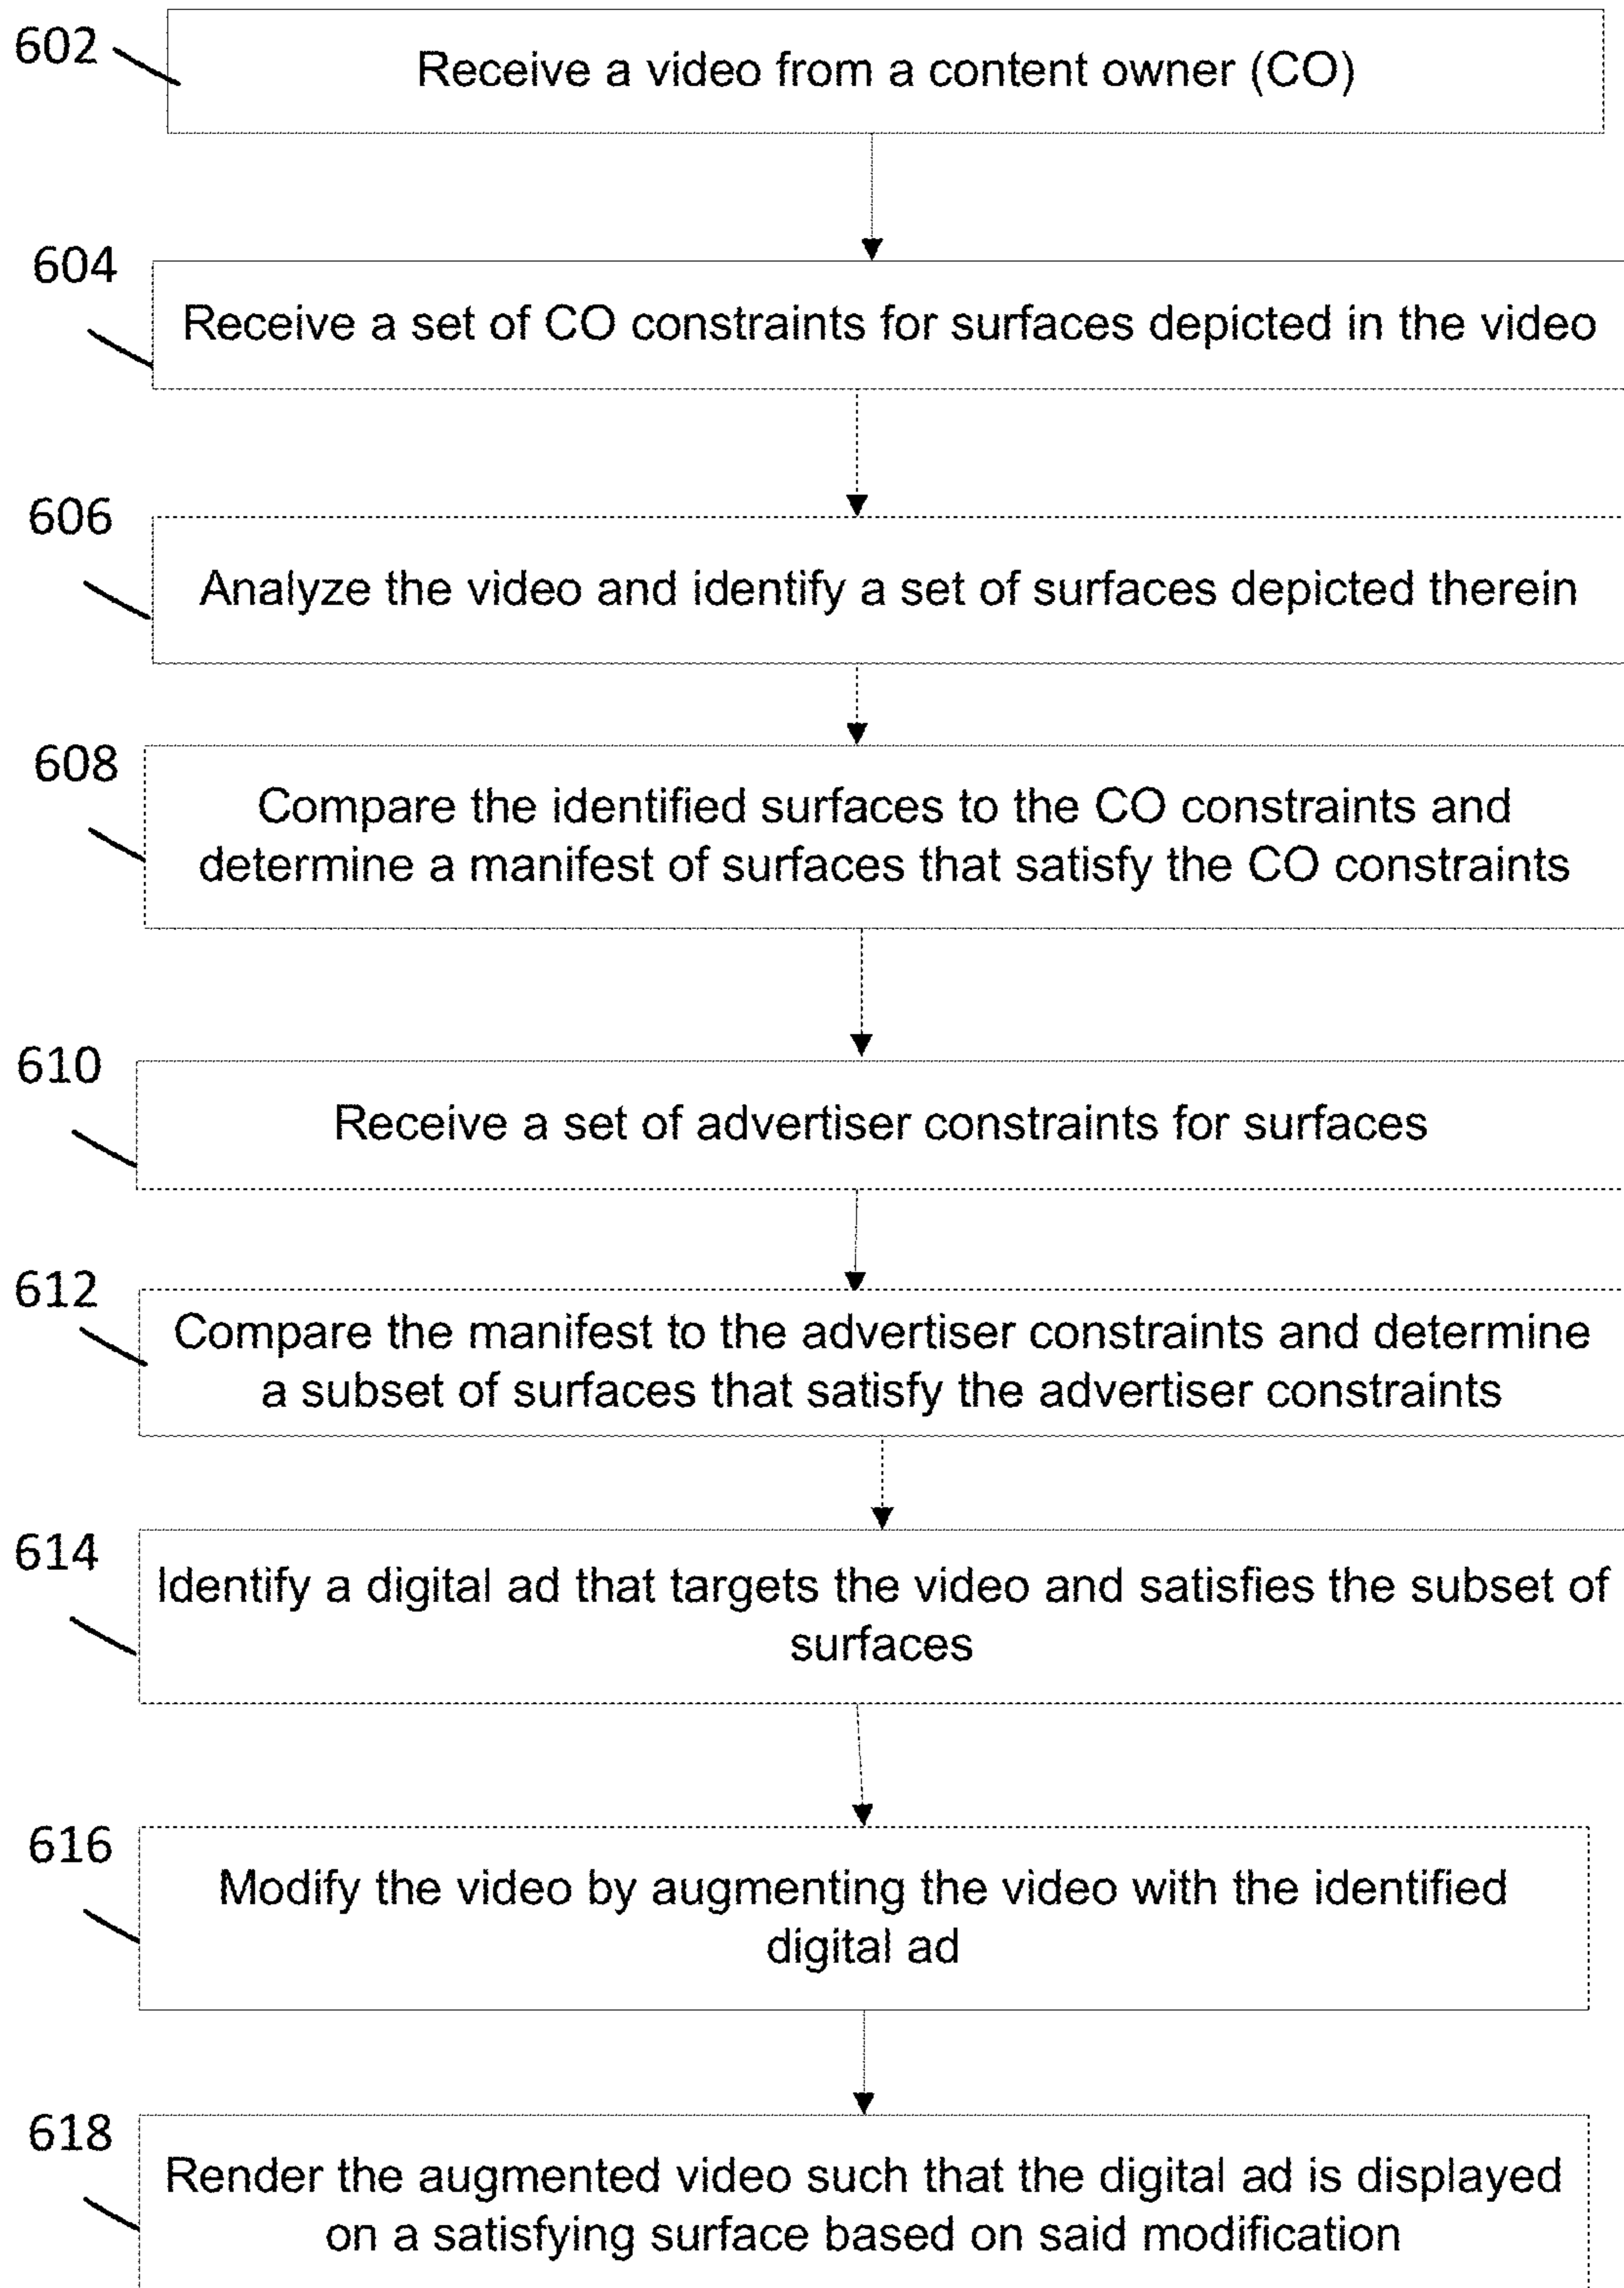 602
Receive a video from a content owner (CO)
604
Receive a set of CO constraints for surfaces depicted in the video
606
Analyze the video and identify a set of surfaces depicted therein
608
Compare the identified surfaces to the CO constraints and
determine a manifest of surfaces that satisfy the CO constraints
610
Receive a set of advertiser constraints for surfaces
612
Compare the manifest to the advertiser constraints and determine
a subset of surfaces that satisfy the advertiser constraints
614
Identify a digital ad that targets the video and satisfies the subset of
surfaces
616
Modify the video by augmenting the video with the identified
digital ad
618
Render the augmented video such that the digital ad is displayed
on a satisfying surface based on said modification